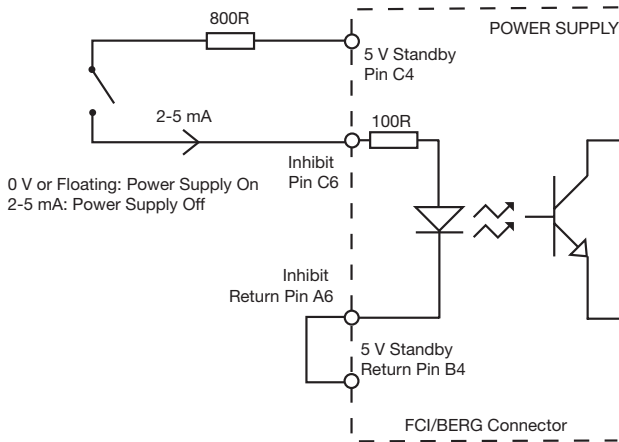 800R
POWER SUPPLY
5 V Standby
Pin C4
2-5 mA
100R
Inhibit
Pin C6
0 V or Floating: Power Supply On
2-5 mA: Power Supply Off
Inhibit
Return Pin A6
5 V Standby
Return Pin B4
FCI/BERG Connector